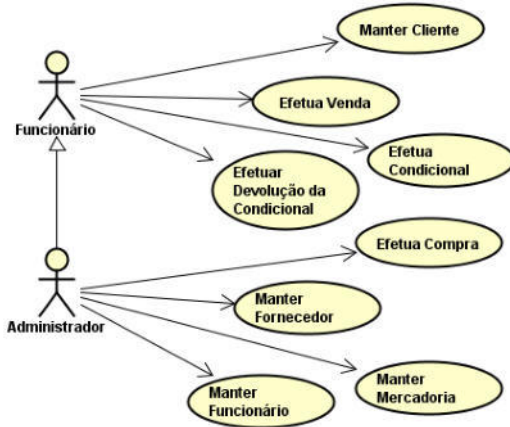 Manter Cliente
Efetua Venda
Funcionário
Efetua
Condicional
Efetuar
Devolução da
Condicional
Efetua Compra
Manter
Fornecedor
Administrador
Manter
Mercadoria
Manter
Funcionário